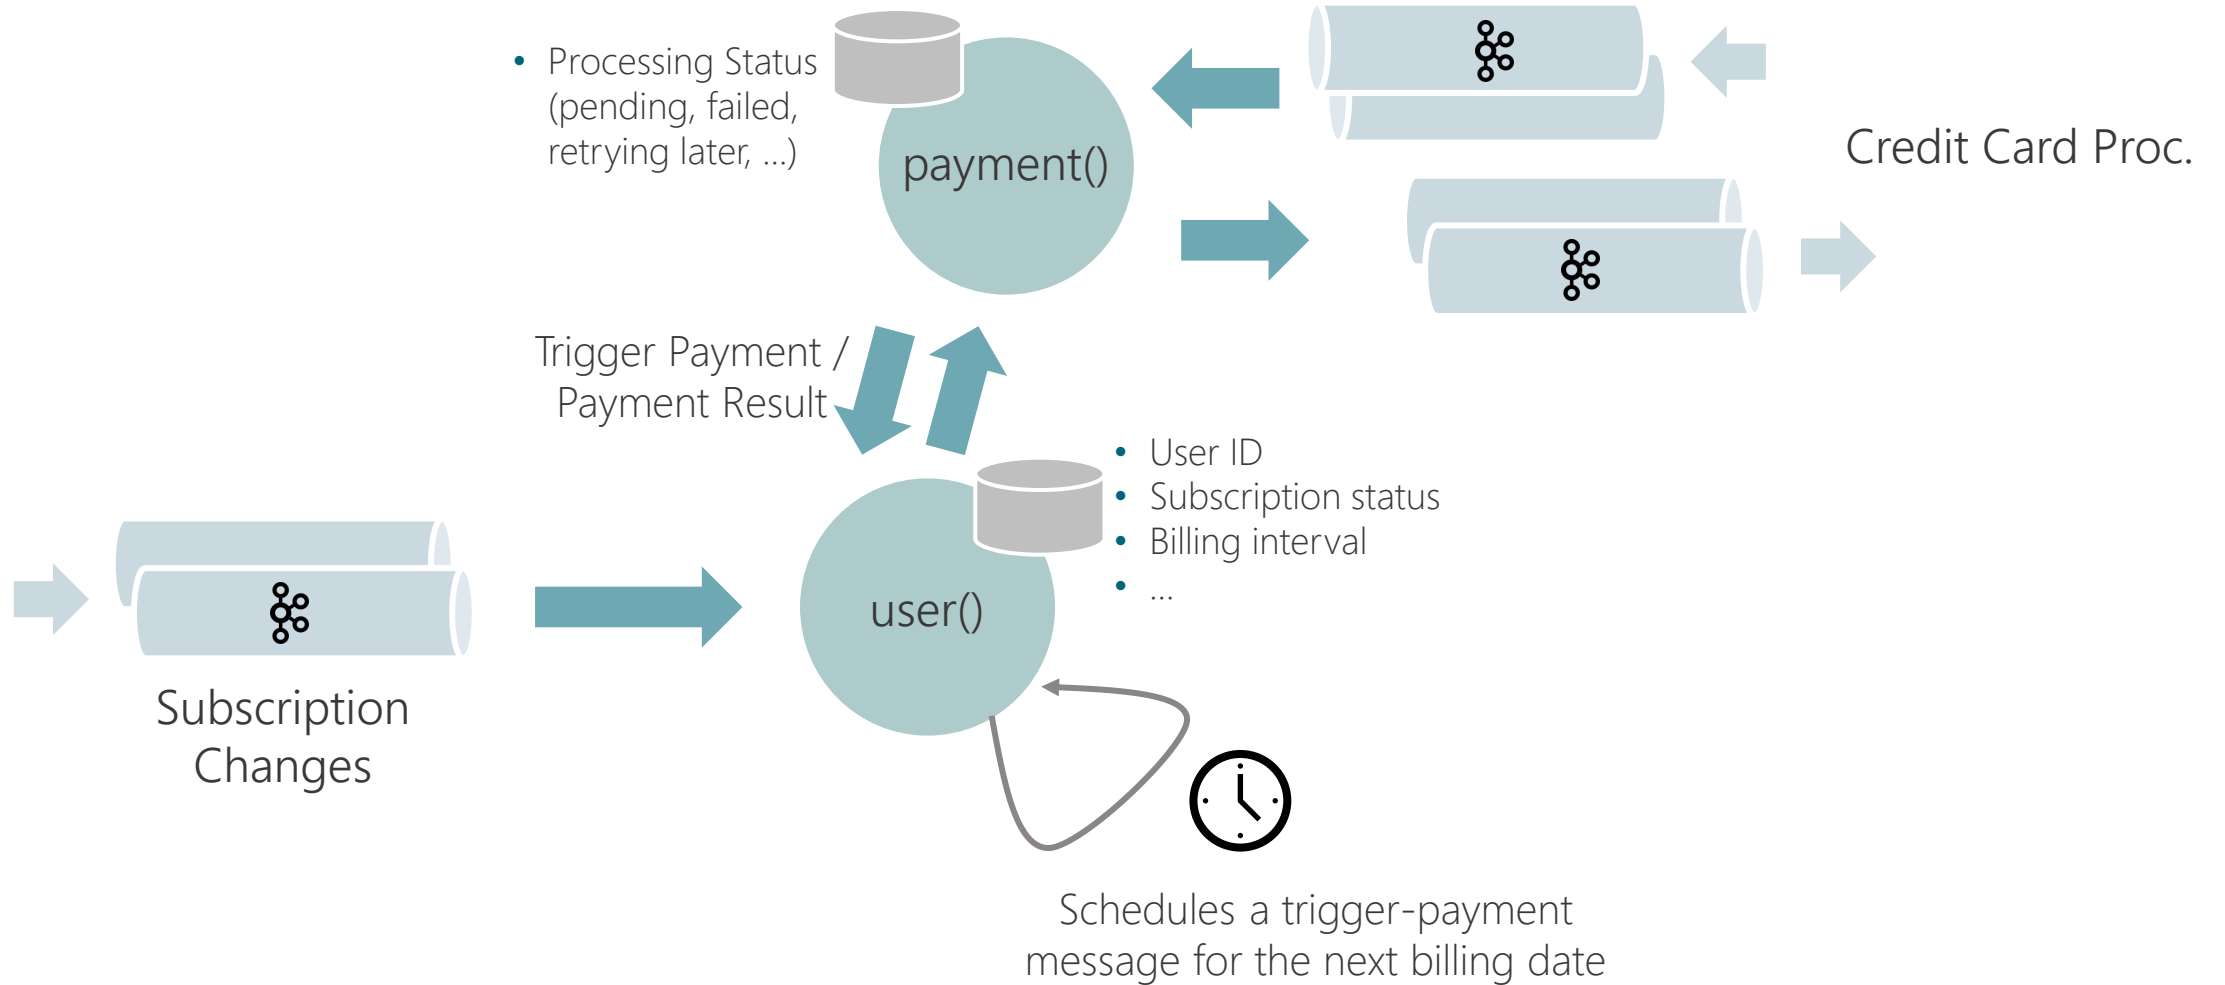 • Processing Status
(pending, failed,
retrying later, ...)
payment()
Credit Card Proc.
Trigger Payment /
Payment Result
• User ID
• Subscription status
• Billing interval
• ...
user()
Subscription
Changes
Schedules a trigger-payment
message for the next billing date